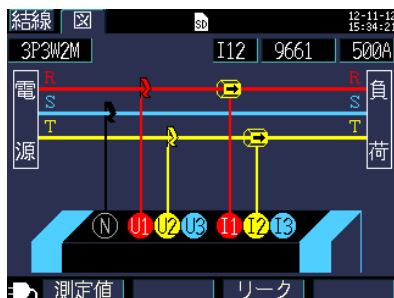 結線 図 SD 12-11-12
15:34:21
3P3W2M I12 9661 500A
電源 R R 負荷
S S
T T
N U1 U2 U3 I1 I2 I3
測定値 リーク